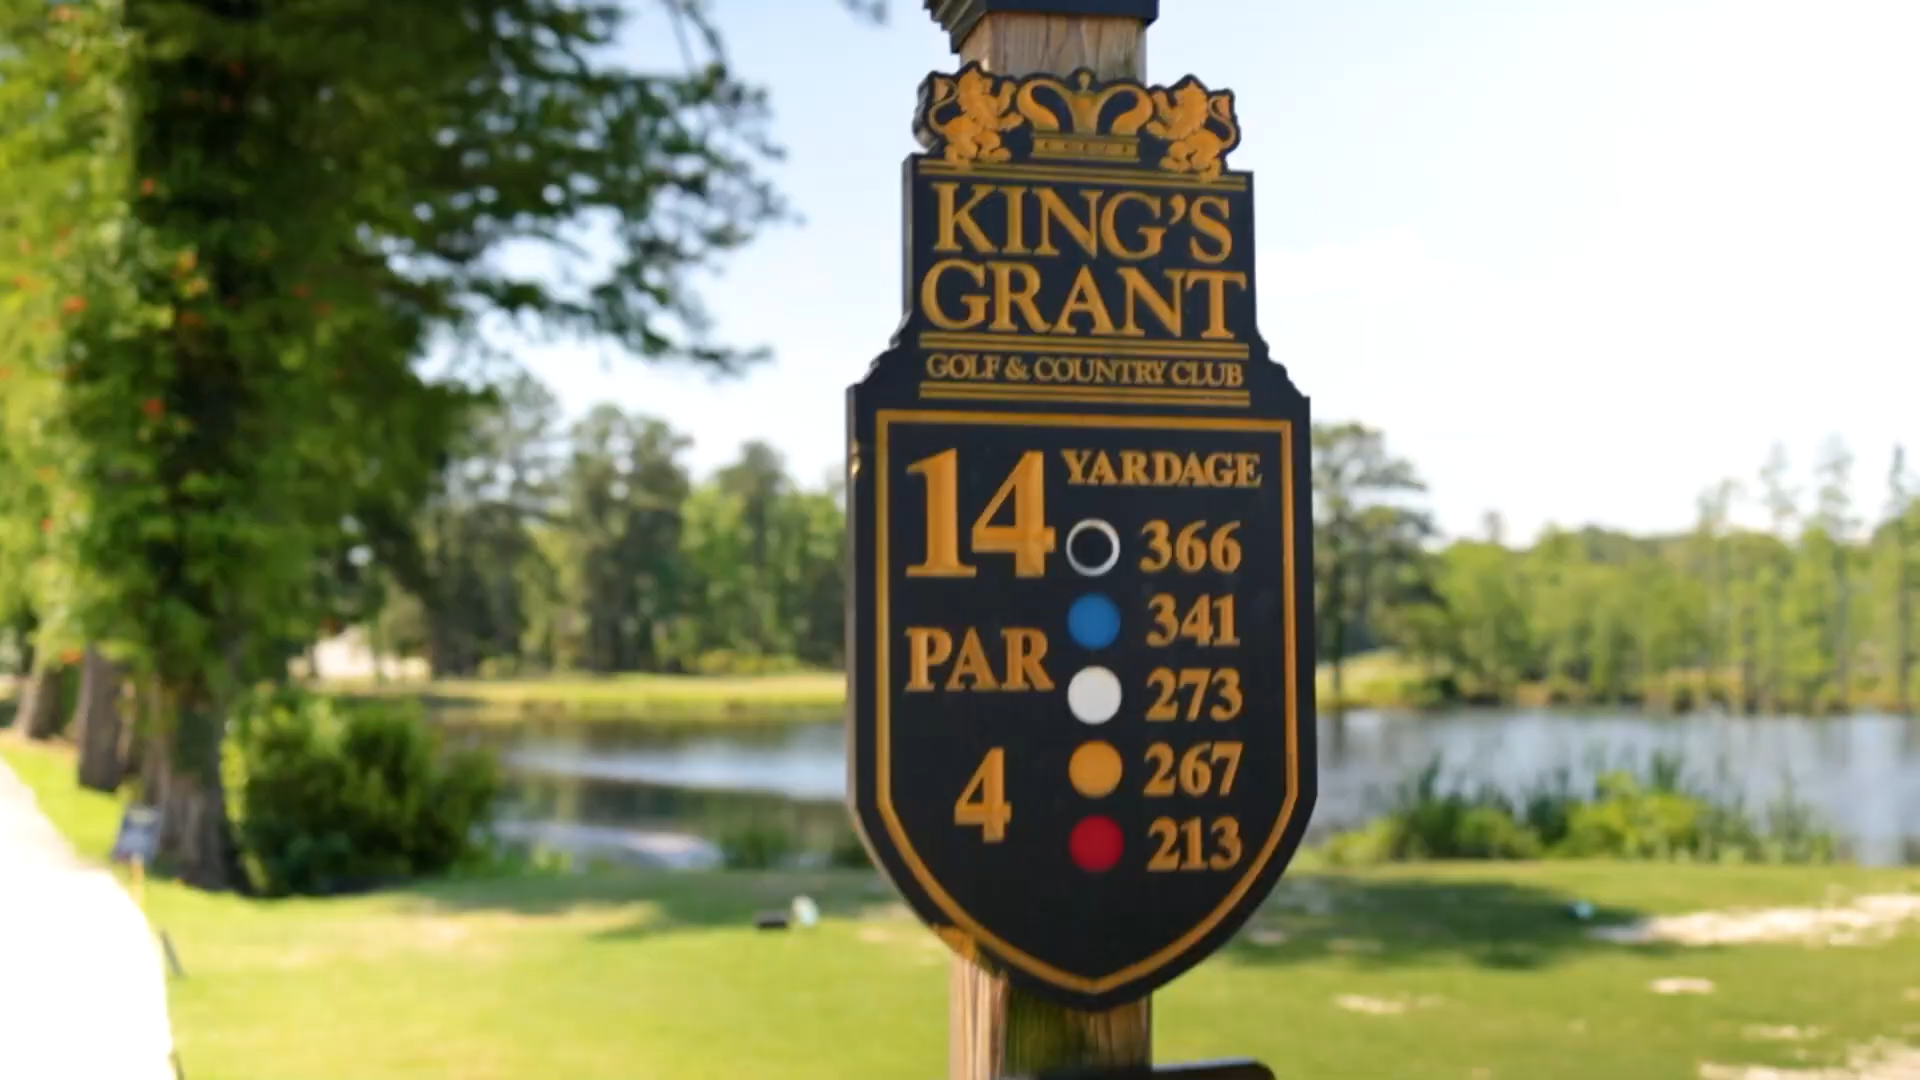 KING'S
GRANT
GOLF & COUNTRY CLUB
14 YARDAGE
366
341
PAR
273
267
4
213